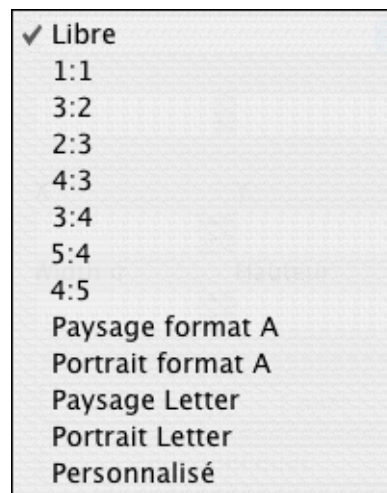 ✓ Libre
1:1
3:2
2:3
4:3
3:4
5:4
4:5
Paysage format A
Portrait format A
Paysage Letter
Portrait Letter
Personnalisé